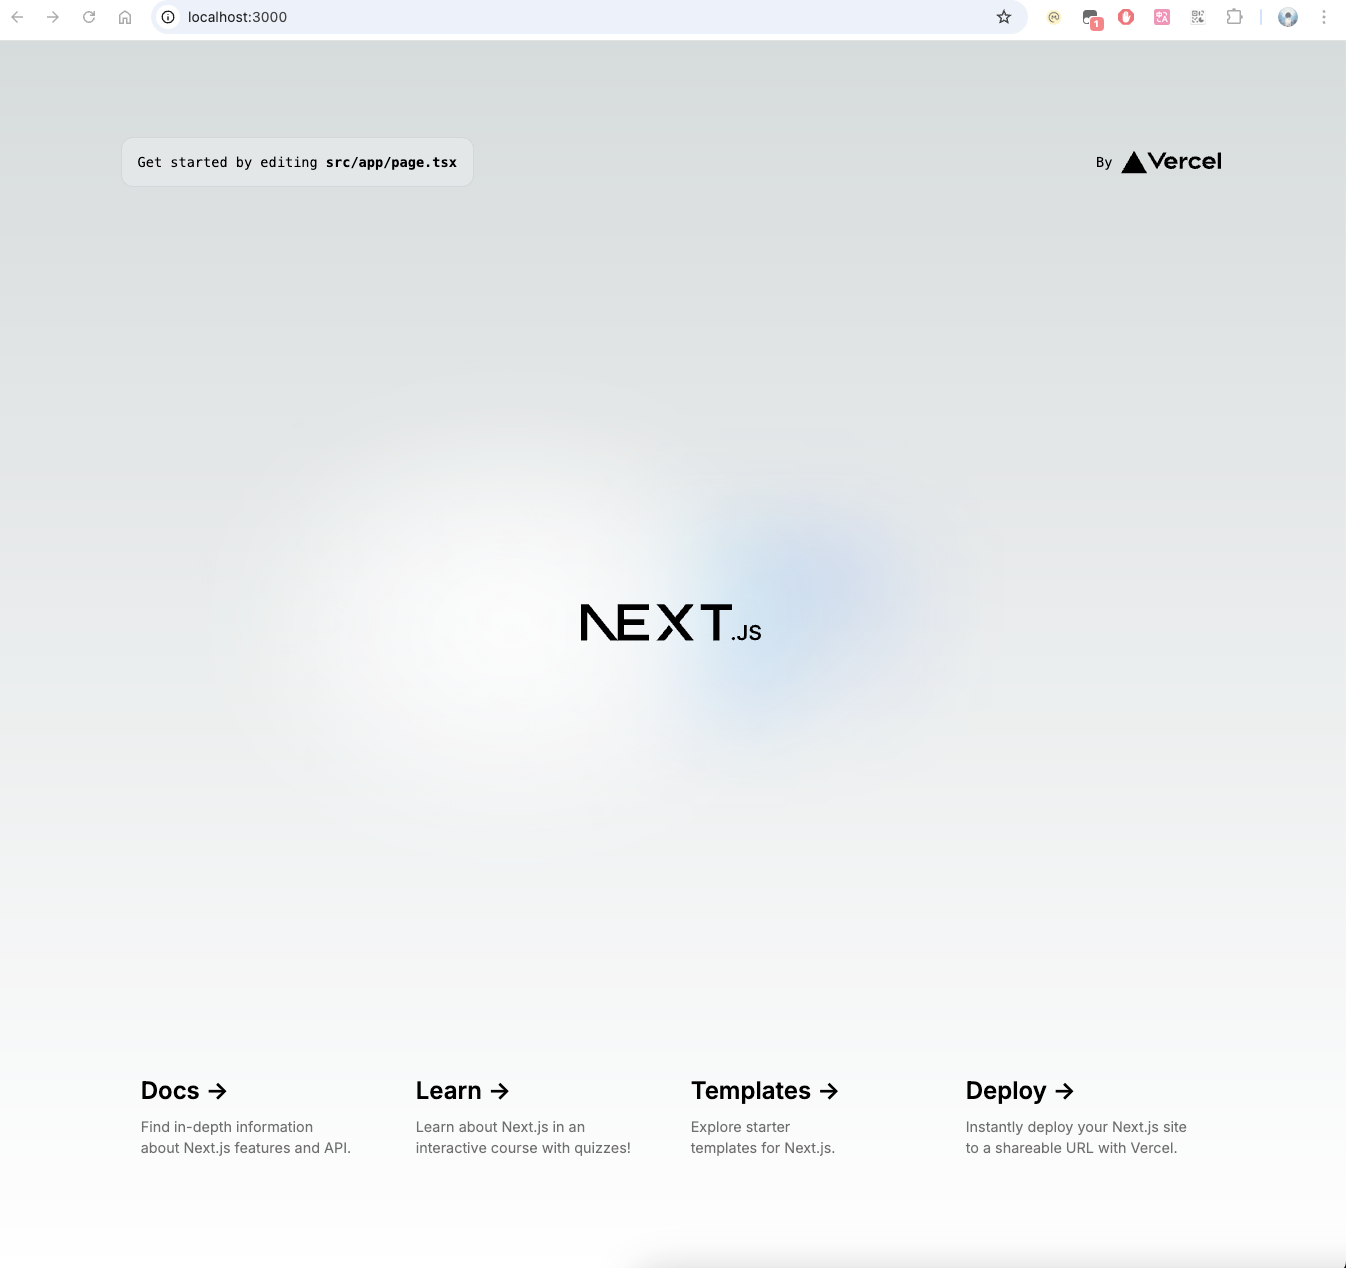 localhost:3000
1
Get started by editing src/app/page.tsx
By Vercel
NEXT.JS
Docs →
Find in-depth information
about Next.js features and API.
Learn →
Learn about Next.js in an
interactive course with quizzes!
Templates →
Explore starter
templates for Next.js.
Deploy →
Instantly deploy your Next.js site
to a shareable URL with Vercel.